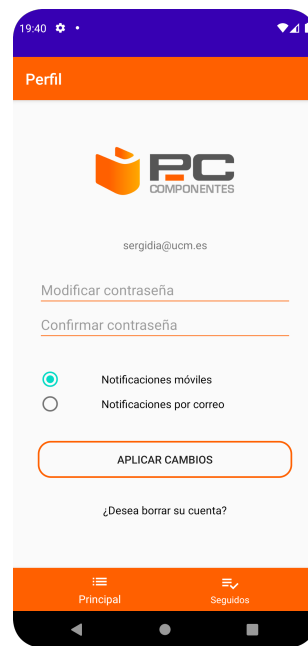 19:40
Perfil
PC
COMPONENTES
sergidia@ucm.es
Modificar contraseña
Confirmar contraseña
Notificaciones móviles
Notificaciones por correo
APLICAR CAMBIOS
¿Desea borrar su cuenta?
Principal
Seguidos